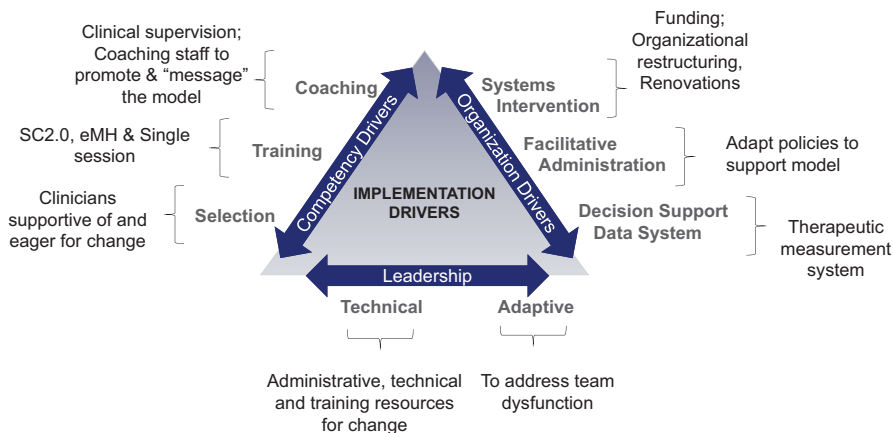 Clinical supervision;
Coaching staff to
promote & “message”
the model
Coaching
SC2.0, eMH & Single
session
Training
Clinicians
supportive of and
eager for change
Selection
Competency Drivers
IMPLEMENTATION
DRIVERS
Organization Drivers
Systems
Intervention
Funding;
Organizational
restructuring,
Renovations
Facilitative
Administration
Adapt policies to
support model
Decision Support
Data System
Therapeutic
measurement
system
Leadership
Technical
Administrative, technical
and training resources
for change
Adaptive
To address team
dysfunction